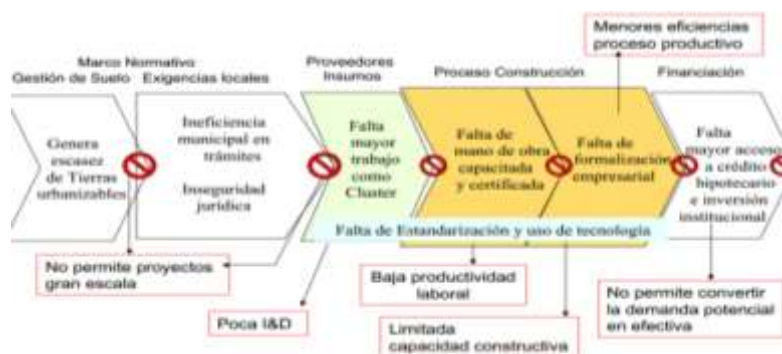 Menores eficiencias
proceso productivo
Marco Normativo
Gestión de Suelo
Exigencias locales
Proveedores
Insumos
Proceso Construcción
Financiación
Genera
escasez
de Tierras
urbanizables
Ineficiencia
municipal en
trámites
Inseguridad
jurídica
Falta
mayor
trabajo
como
Cluster
Falta de
mano de obra
capacitada
y certificada
Falta de
formalización
empresarial
Falta
mayor acceso
a crédito
hipotecario
e inversión
institucional
Falta de Estandarización y uso de tecnología
No permite proyectos
gran escala
Poca I&D
Baja productividad
laboral
Limitada
capacidad constructiva
No permite convertir
la demanda potencial
en efectiva